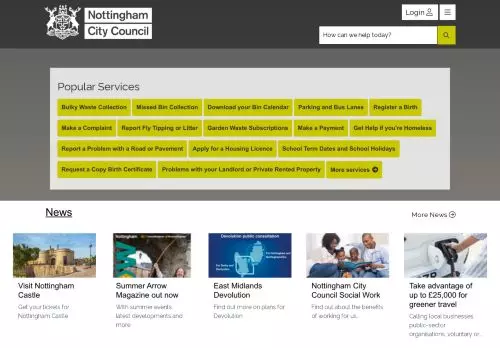 Nottingham
City Council
Login
How can we help today?
Popular Services
Bulky Waste Collection
Missed Bin Collection
Download your Bin Calendar
Parking and Bus Lanes
Register a Birth
Make a Complaint
Report Fly Tipping or Litter
Garden Waste Subscriptions
Make a Payment
Get Help if you're Homeless
Report a Problem with a Road or Pavement
Apply for a Housing Licence
School Term Dates and School Holidays
Request a Copy Birth Certificate
Problems with your Landlord or Private Rented Property
More services
News
More News
Nottingham
Devolution public consultation
Visit Nottingham
Castle
Get your tickets for
Nottingham Castle
Summer Arrow
Magazine out now
With summer events,
latest developments and
more
East Midlands
Devolution
Find out more on plans for
Devolution
Nottingham City
Council Social Work
Find out about the benefits
of working for us.
Take advantage of
up to £25,000 for
greener travel
Calling local businesses,
public-sector
organisations, voluntary or...